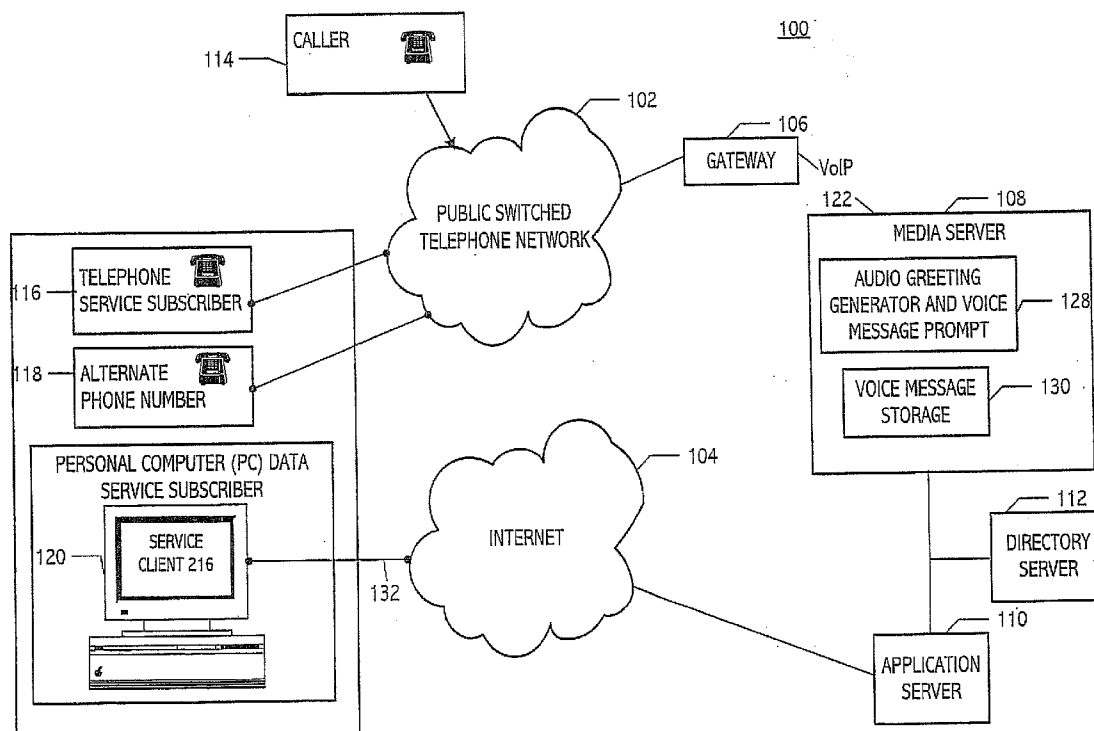 100
CALLER
114
102
106
GATEWAY
VoIP
PUBLIC SWITCHED
TELEPHONE NETWORK
122
108
MEDIA SERVER
AUDIO GREETING
GENERATOR AND VOICE
MESSAGE PROMPT
128
VOICE MESSAGE
STORAGE
130
116
TELEPHONE
SERVICE SUBSCRIBER
118
ALTERNATE
PHONE NUMBER
PERSONAL COMPUTER (PC) DATA
SERVICE SUBSCRIBER
120
SERVICE
CLIENT 216
132
104
INTERNET
112
DIRECTORY
SERVER
110
APPLICATION
SERVER